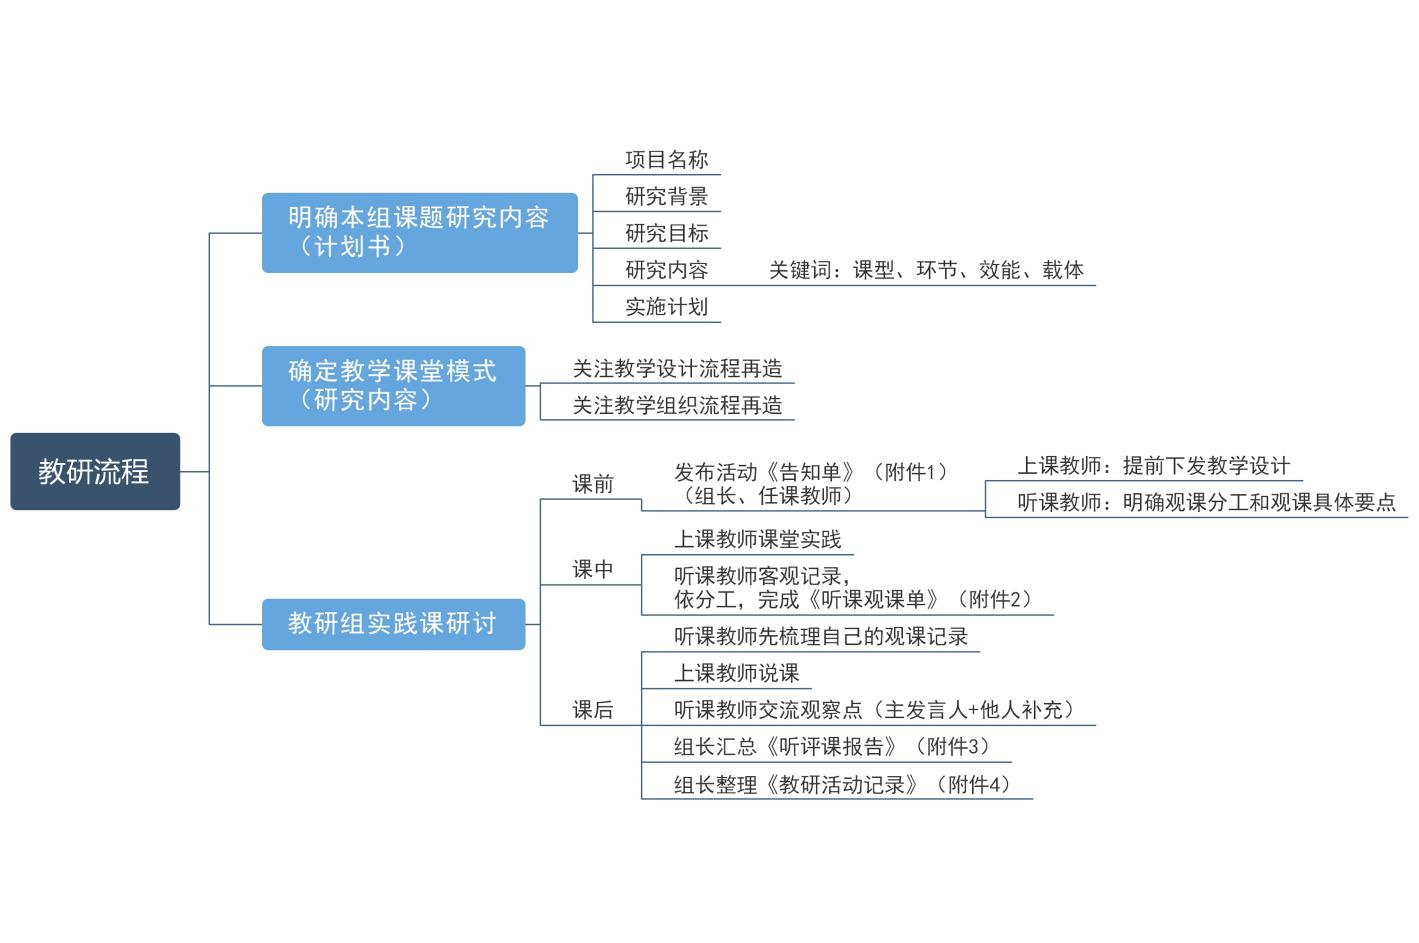 教研流程
明确本组课题研究内容
（计划书）
项目名称
研究背景
研究目标
研究内容
关键词：课型、环节、效能、载体
实施计划
确定教学课堂模式
（研究内容）
关注教学设计流程再造
关注教学组织流程再造
教研组实践课研讨
课前
发布活动《告知单》（附件1）
（组长、任课教师）
上课教师：提前下发教学设计
听课教师：明确观课分工和观课具体要点
课中
上课教师课堂实践
听课教师客观记录，
依分工，完成《听课观课单》（附件2）
课后
听课教师先梳理自己的观课记录
上课教师说课
听课教师交流观察点（主发言人+他人补充）
组长汇总《听评课报告》（附件3）
组长整理《教研活动记录》（附件4）